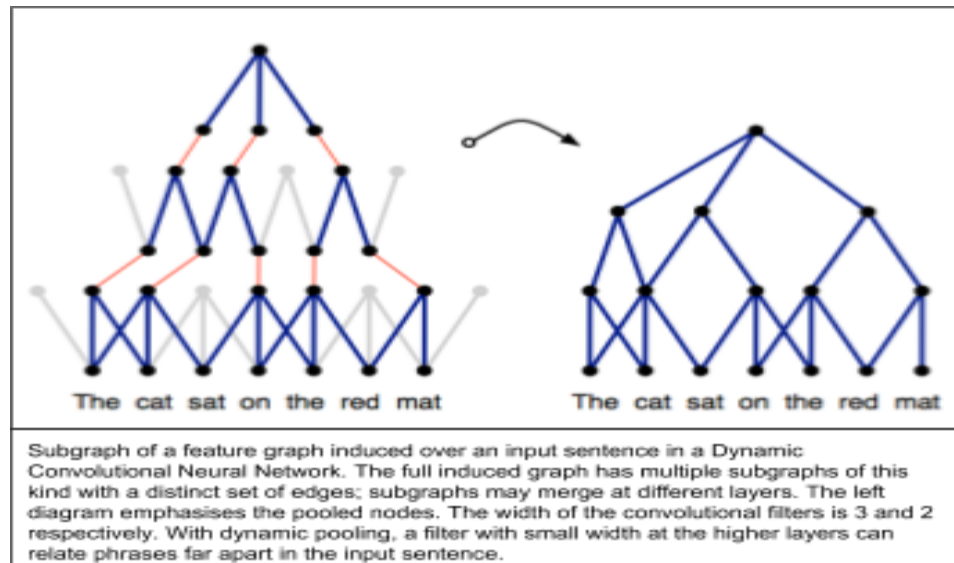 The cat sat on the red mat
The cat sat on the red mat
Subgraph of a feature graph induced over an input sentence in a Dynamic
Convolutional Neural Network. The full induced graph has multiple subgraphs of this
kind with a distinct set of edges; subgraphs may merge at different layers. The left
diagram emphasises the pooled nodes. The width of the convolutional filters is 3 and 2
respectively. With dynamic pooling, a filter with small width at the higher layers can
relate phrases far apart in the input sentence.